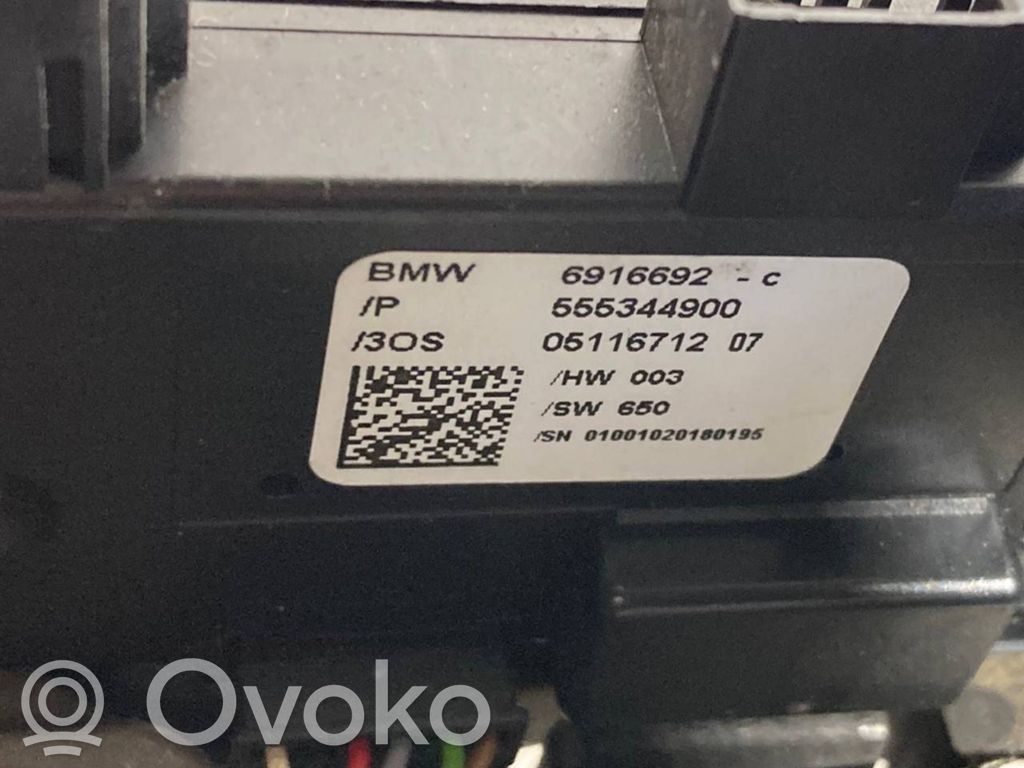 BMW 6916692 - c
/P 555344900
/3OS 05116712 07
/HW 003
/SW 650
/SN 01001020180195
Ovoko